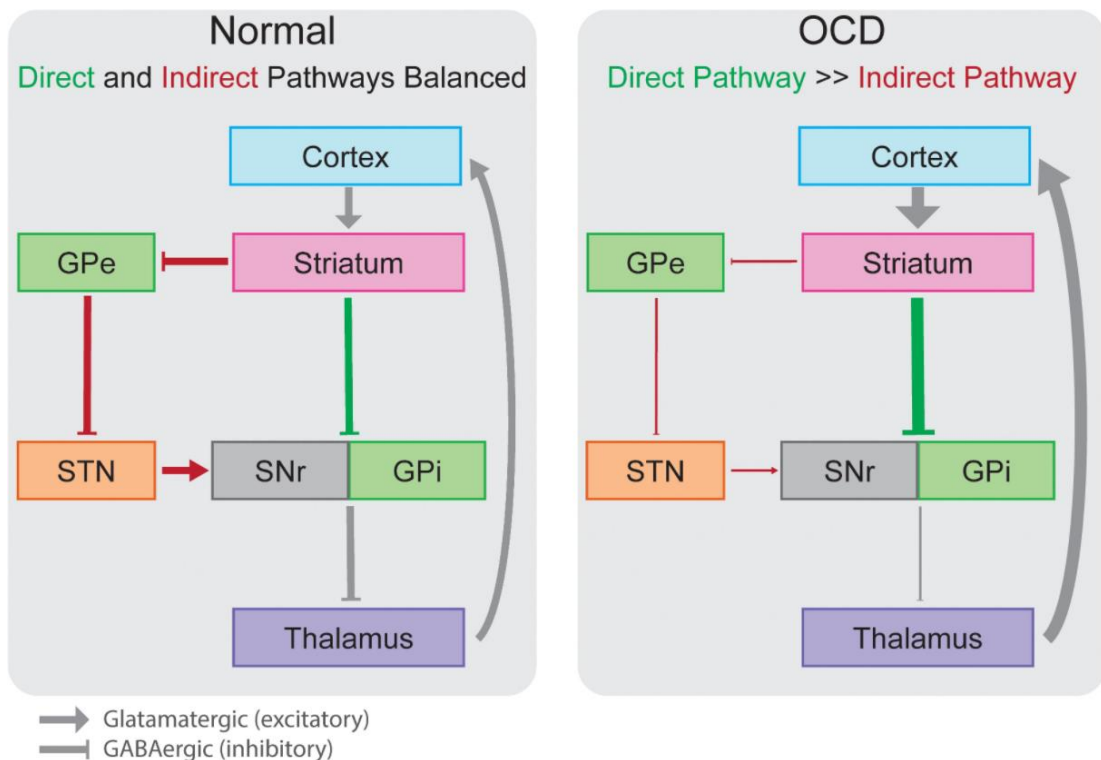 Normal
Direct and Indirect Pathways Balanced
Cortex
GPe
Striatum
STN
SNr
GPi
Thalamus
OCD
Direct Pathway >> Indirect Pathway
Cortex
GPe
Striatum
STN
SNr
GPi
Thalamus
Glatamatergic (excitatory)
GABAergic (inhibitory)